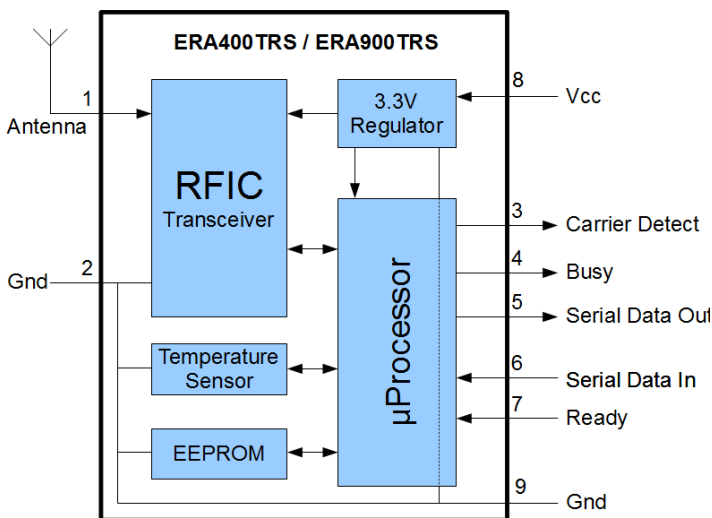 ERA400TRS / ERA900TRS
1
Antenna
RFIC
Transceiver
3.3V
Regulator
8
Vcc
3
Carrier Detect
4
Busy
5
Serial Data Out
2
Gnd
µProcessor
Temperature
Sensor
6
Serial Data In
7
Ready
EEPROM
9
Gnd